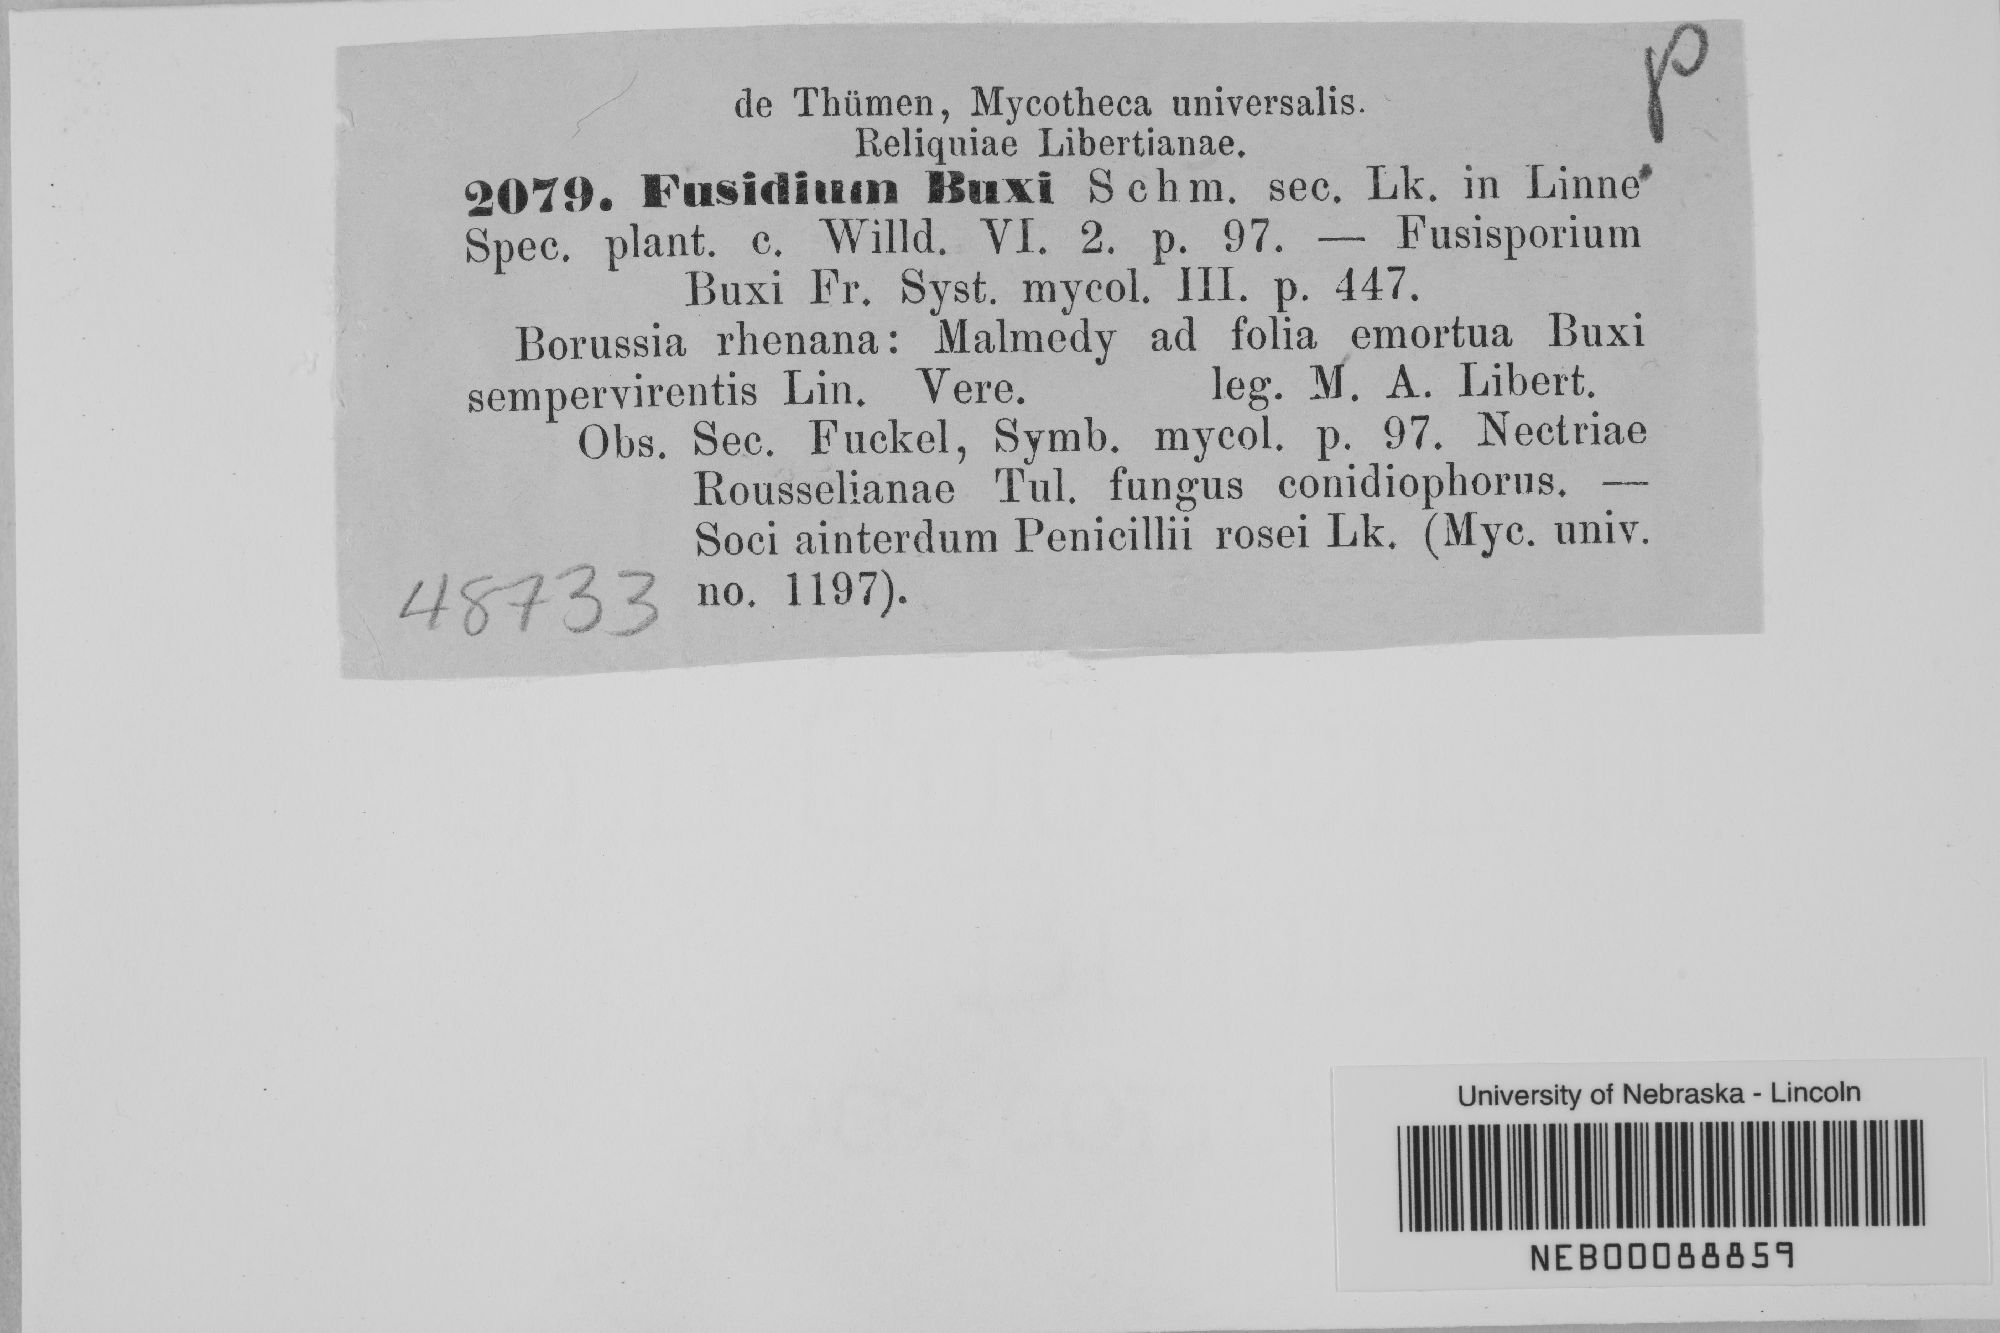 p
de Thümen, Mycotheca universalis.
Reliquiae Libertianae.
2079. Fusidium Buxi Schm. sec. Lk. in Linne
Spec. plant. c. Willd. VI. 2. p. 97. — Fusisporium
Buxi Fr. Syst. mycol. III. p. 447.
Borussia rhenana: Malmedy ad folia emortua Buxi
sempervirentis Lin. Vere. leg. M. A. Libert.
Obs. Sec. Fuckel, Symb. mycol. p. 97. Nectriae
Rousselianae Tul. fungus conidiophorus. —
Soci ainterdum Penicillii rosei Lk. (Myc. univ.
no. 1197).
48733
University of Nebraska - Lincoln
NEB00088859